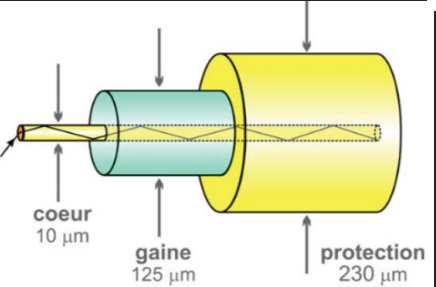 coeur
10 μm
gaine
125 μm
protection
230 μm